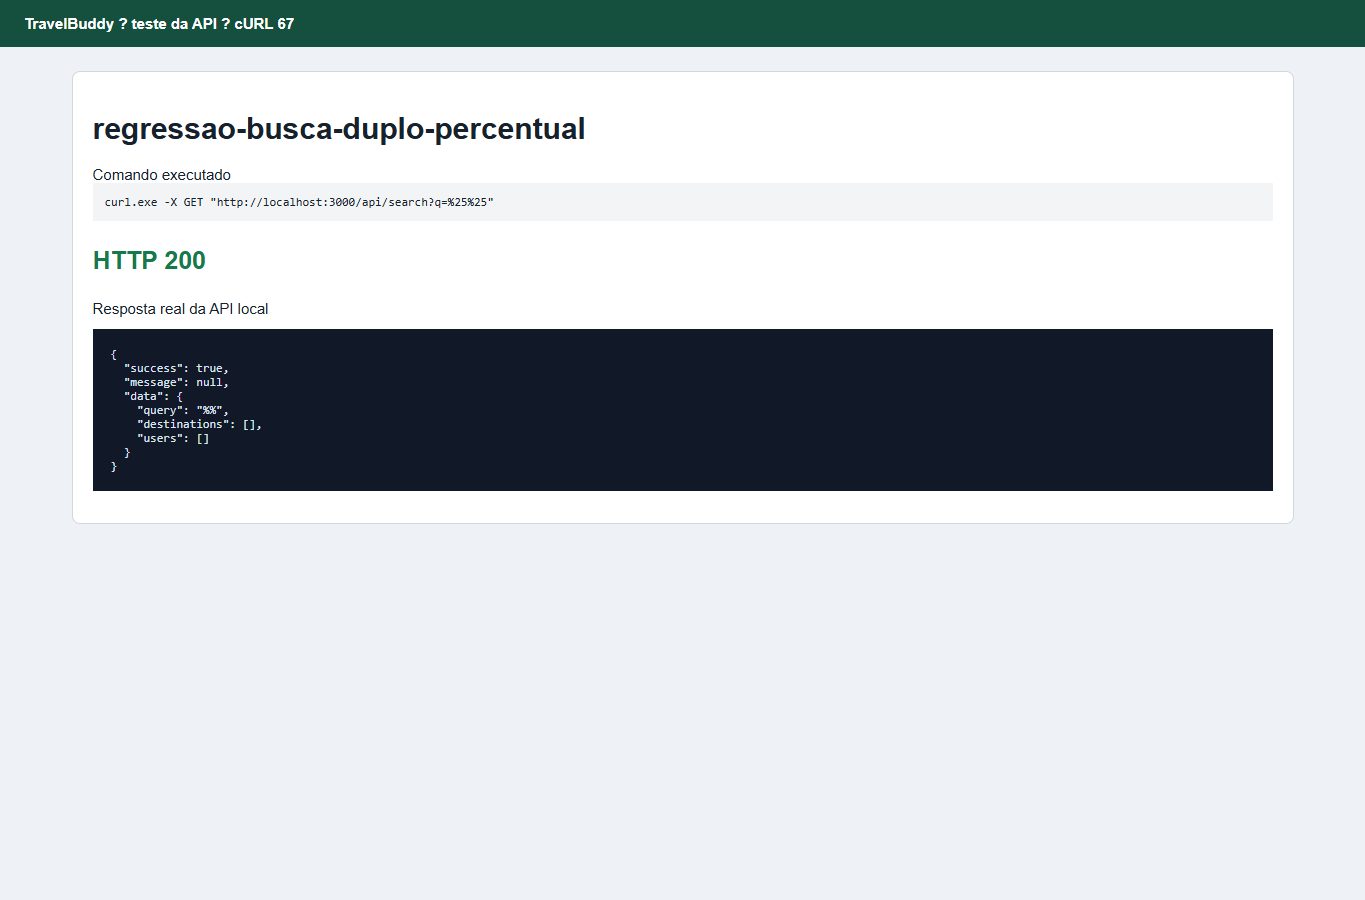 TravelBuddy ? teste da API ? cURL 67
regressao-busca-duplo-percentual
Comando executado
curl.exe -X GET "http://localhost:3000/api/search?q=%25%25"
HTTP 200
Resposta real da API local
{
  "success": true,
  "message": null,
  "data": {
    "query": "%%",
    "destinations": [],
    "users": []
  }
}